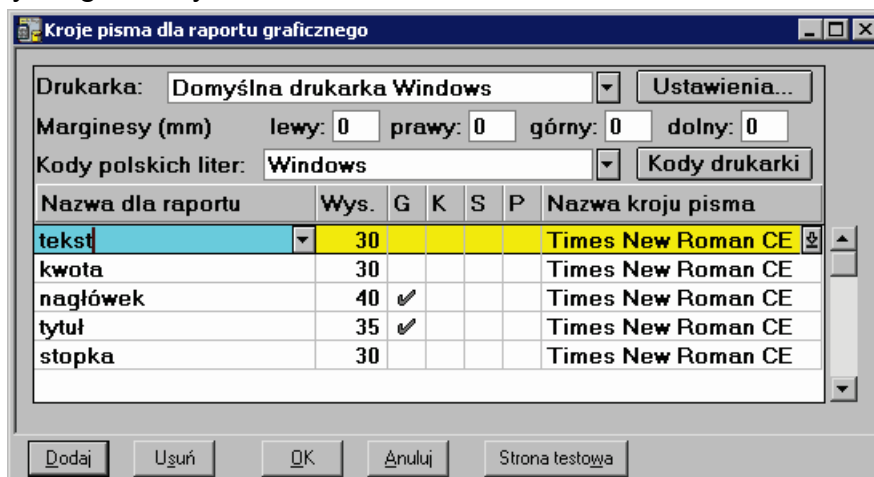 Kroje pisma dla raportu graficznego
Drukarka: Domyślna drukarka Windows Ustawienia...
Marginesy (mm) lewy: 0 prawy: 0 górny: 0 dolny: 0
Kody polskich liter: Windows Kody drukarki
Nazwa dla raportu Wys. G K S P Nazwa kroju pisma
tekst 30 Times New Roman CE
kwota 30 Times New Roman CE
nagłówek 40 ✔ Times New Roman CE
tytuł 35 ✔ Times New Roman CE
stopka 30 Times New Roman CE
Dodaj Usuń OK Anuluj Strona testowa